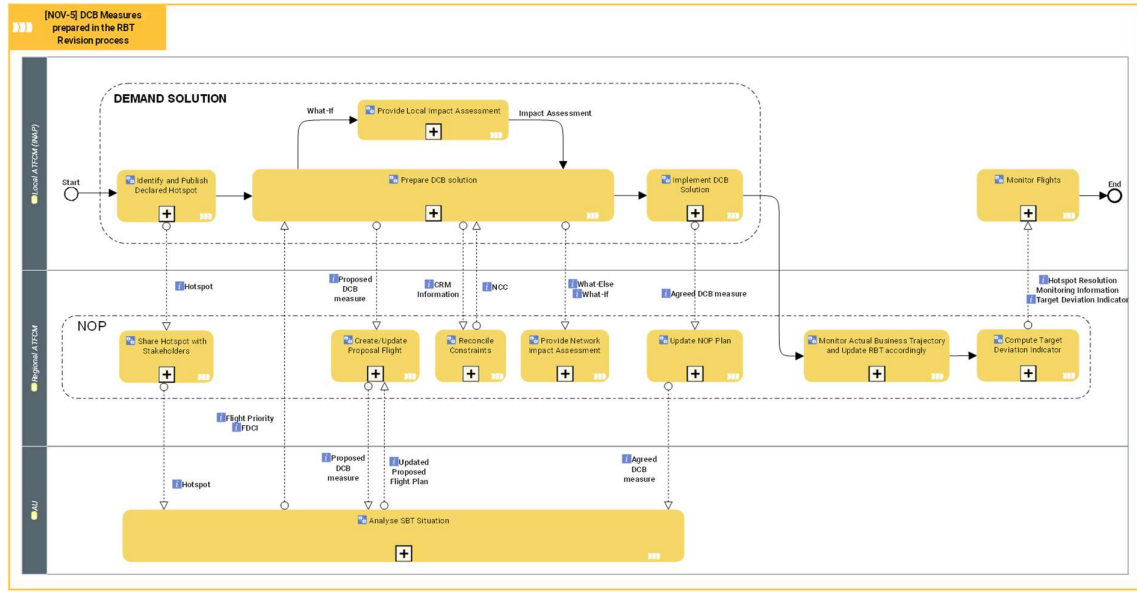 [NOV-5] DCB Measures
prepared in the RBT
Revision process
Local ATFCM (INAP)
DEMAND SOLUTION
What-If
Provide Local Impact Assessment
Impact Assessment
Start
Identify and Publish
Declared Hotspot
Prepare DCB solution
Implement DCB
Solution
Monitor Flights
End
Hotspot
Proposed
DCB
measure
CRM
Information
NCC
What-Else
What-If
Agreed DCB measure
Hotspot Resolution
Monitoring Information
Target Deviation Indicator
Regional ATFCM
NOP
Share Hotspot with
Stakeholders
Create/Update
Proposal Flight
Reconcile
Constraints
Provide Network
Impact Assessment
Update NOP Plan
Monitor Actual Business Trajectory
and Update RBT accordingly
Compute Target
Deviation Indicator
Flight Priority
FDCI
Hotspot
Proposed
DCB
measure
Updated
Proposed
Flight Plan
Agreed
DCB
measure
AU
Analyse SBT Situation